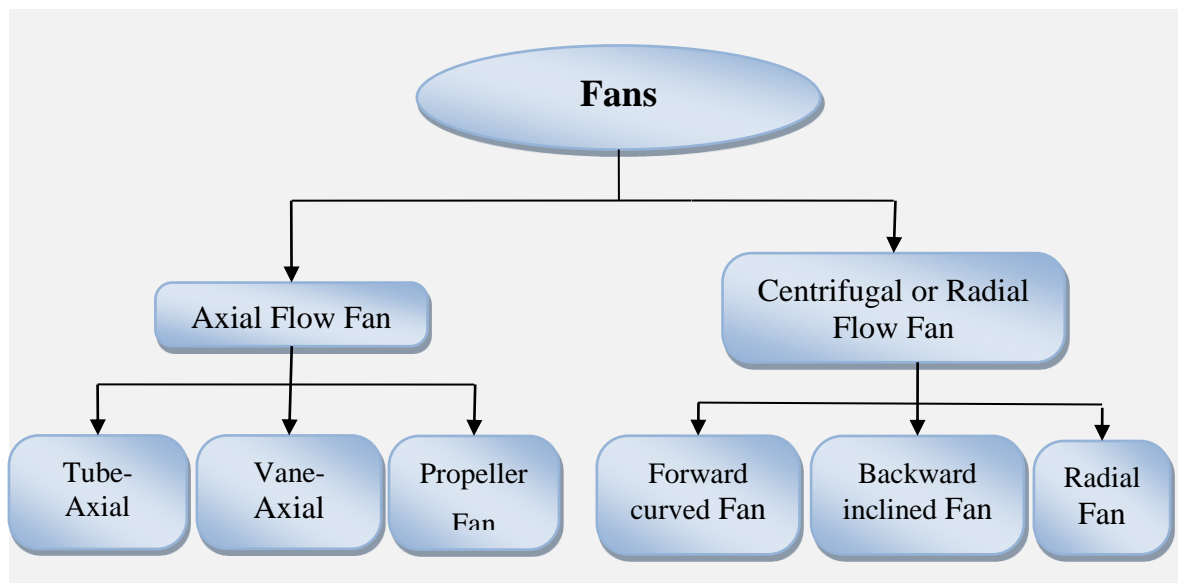 Fans
Axial Flow Fan
Centrifugal or Radial
Flow Fan
Tube-
Axial
Vane-
Axial
Propeller
Fan
Forward
curved Fan
Backward
inclined Fan
Radial
Fan